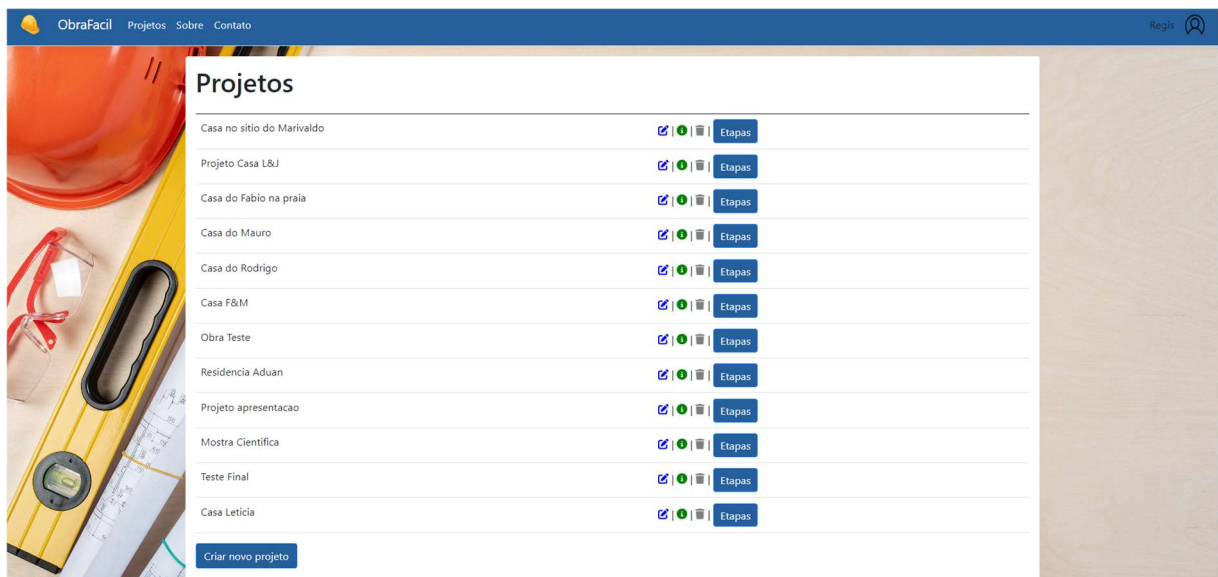 ObraFacil Projetos Sobre Contato Regis
Projetos
Casa no sitio do Marivaldo | | | Etapas
Projeto Casa L&J | | | Etapas
Casa do Fabio na praia | | | Etapas
Casa do Mauro | | | Etapas
Casa do Rodrigo | | | Etapas
Casa F&M | | | Etapas
Obra Teste | | | Etapas
Residencia Aduan | | | Etapas
Projeto apresentacao | | | Etapas
Mostra Cientifica | | | Etapas
Teste Final | | | Etapas
Casa Leticia | | | Etapas
Criar novo projeto